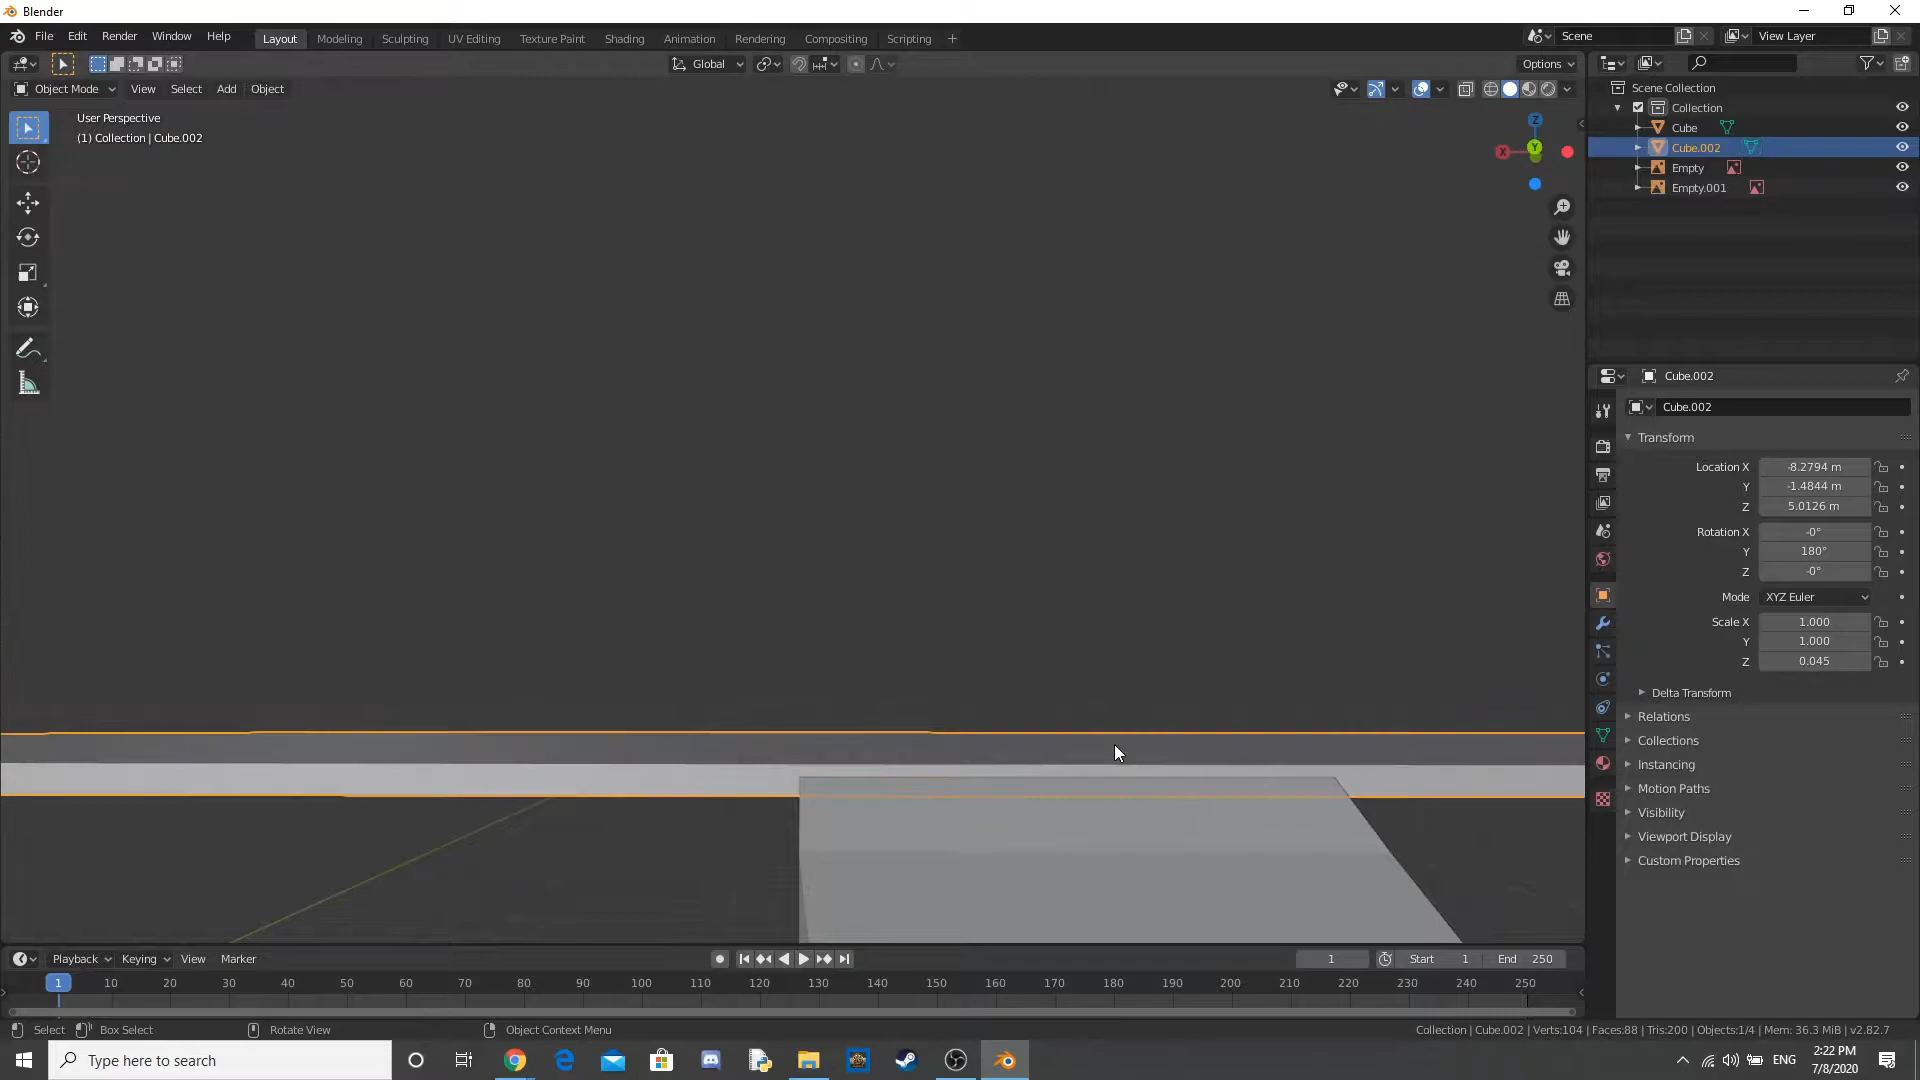 Blender
File Edit Render Window Help
Layout Modeling Sculpting UV Editing Texture Paint Shading Animation Rendering Compositing Scripting +
Scene
View Layer
Global
Options
Object Mode View Select Add Object
User Perspective
(1) Collection | Cube.002
Z
Y
X
Scene Collection
Collection
Cube
Cube.002
Empty
Empty.001
Cube.002
Cube.002
Transform
Location X -8.2794 m
Y -1.4844 m
Z 5.0126 m
Rotation X -0°
Y 180°
Z -0°
Mode XYZ Euler
Scale X 1.000
Y 1.000
Z 0.045
Delta Transform
Relations
Collections
Instancing
Motion Paths
Visibility
Viewport Display
Custom Properties
Playback Keying View Marker
1 Start 1 End 250
1 10 20 30 40 50 60 70 80 90 100 110 120 130 140 150 160 170 180 190 200 210 220 230 240 250
Select Box Select Rotate View Object Context Menu
Collection | Cube.002 | Verts:104 | Faces:88 | Tris:200 | Objects:1/4 | Mem: 36.3 MiB | v2.82.7
Type here to search
ENG
2:22 PM
7/8/2020